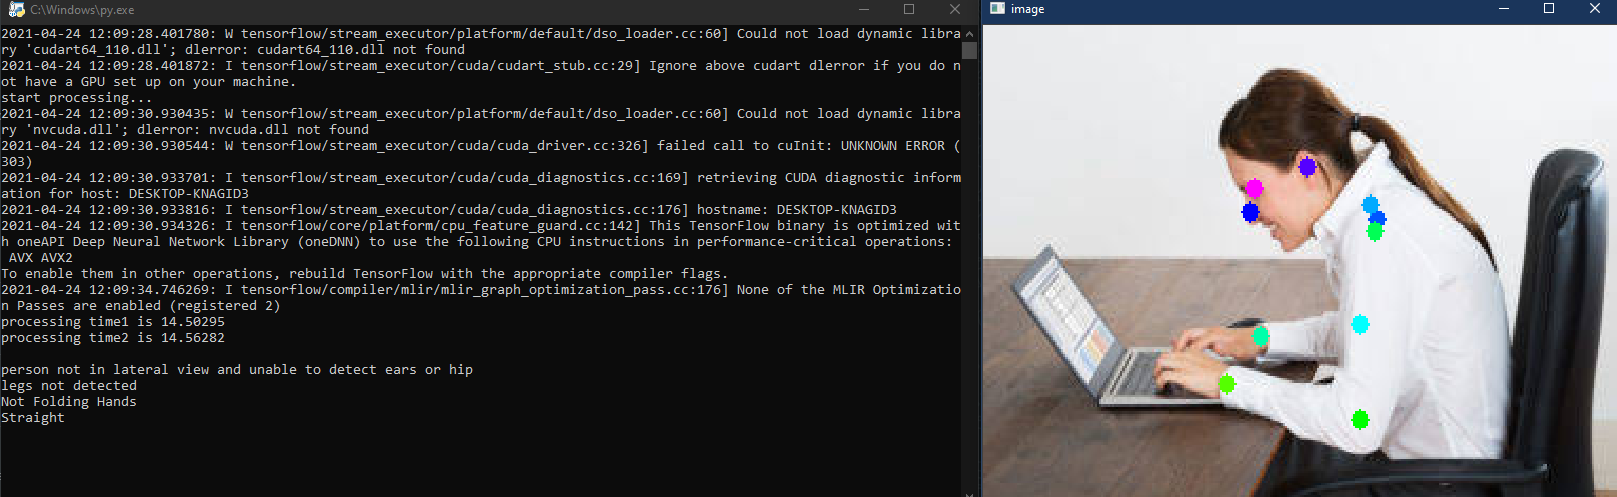 C:\Windows\py.exe
2021-04-24 12:09:28.401780: W tensorflow/stream_executor/platform/default/dso_loader.cc:60] Could not load dynamic libra
ry 'cudart64_110.dll'; dlerror: cudart64_110.dll not found
2021-04-24 12:09:28.401872: I tensorflow/stream_executor/cuda/cudart_stub.cc:29] Ignore above cudart dlerror if you do n
ot have a GPU set up on your machine.
start processing...
2021-04-24 12:09:30.930435: W tensorflow/stream_executor/platform/default/dso_loader.cc:60] Could not load dynamic libra
ry 'nvcuda.dll'; dlerror: nvcuda.dll not found
2021-04-24 12:09:30.930544: W tensorflow/stream_executor/cuda/cuda_driver.cc:326] failed call to cuInit: UNKNOWN ERROR (
303)
2021-04-24 12:09:30.933701: I tensorflow/stream_executor/cuda/cuda_diagnostics.cc:169] retrieving CUDA diagnostic inform
ation for host: DESKTOP-KNAGID3
2021-04-24 12:09:30.933816: I tensorflow/stream_executor/cuda/cuda_diagnostics.cc:176] hostname: DESKTOP-KNAGID3
2021-04-24 12:09:30.934326: I tensorflow/core/platform/cpu_feature_guard.cc:142] This TensorFlow binary is optimized wit
h oneAPI Deep Neural Network Library (oneDNN) to use the following CPU instructions in performance-critical operations:
 AVX AVX2
To enable them in other operations, rebuild TensorFlow with the appropriate compiler flags.
2021-04-24 12:09:34.746269: I tensorflow/compiler/mlir/mlir_graph_optimization_pass.cc:176] None of the MLIR Optimizatio
n Passes are enabled (registered 2)
processing time1 is 14.50295
processing time2 is 14.56282
person not in lateral view and unable to detect ears or hip
legs not detected
Not Folding Hands
Straight
image